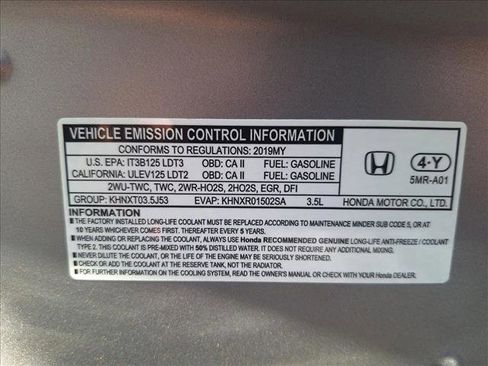 VEHICLE EMISSION CONTROL INFORMATION
CONFORMS TO REGULATIONS: 2019MY
U.S. EPA: IT3B125 LDT3 OBD: CA II FUEL: GASOLINE
CALIFORNIA: ULEV125 LDT2 OBD: CA II FUEL: GASOLINE
2WU-TWC, TWC, 2WR-HO2S, 2HO2S, EGR, DFI
GROUP: KHNXT03.5J53 EVAP: KHNXR01502SA 3.5L
4-Y
5MR-A01
HONDA MOTOR CO., LTD.
INFORMATION
■ THE FACTORY INSTALLED LONG-LIFE COOLANT MUST BE REPLACED ACCORDING TO MAINTENANCE MINDER SUB CODE 5, OR AT
10 YEARS WHICHEVER COMES FIRST. THEREAFTER EVERY 5 YEARS.
■ WHEN ADDING OR REPLACING THE COOLANT, ALWAYS USE Honda RECOMMENDED GENUINE LONG-LIFE ANTI-FREEZE / COOLANT
TYPE 2. THIS COOLANT IS PRE-MIXED WITH 50% DISTILLED WATER. IT DOES NOT REQUIRE ANY ADDITIONAL MIXING.
■ NEVER DILUTE THE COOLANT, OR THE LIFE OF THE ENGINE MAY BE SERIOUSLY SHORTENED.
■ CHECK OR ADD COOLANT AT THE RESERVE TANK, NOT THE RADIATOR.
■ FOR FURTHER INFORMATION ON THE COOLING SYSTEM, READ THE OWNER'S MANUAL OR CHECK WITH YOUR Honda DEALER.